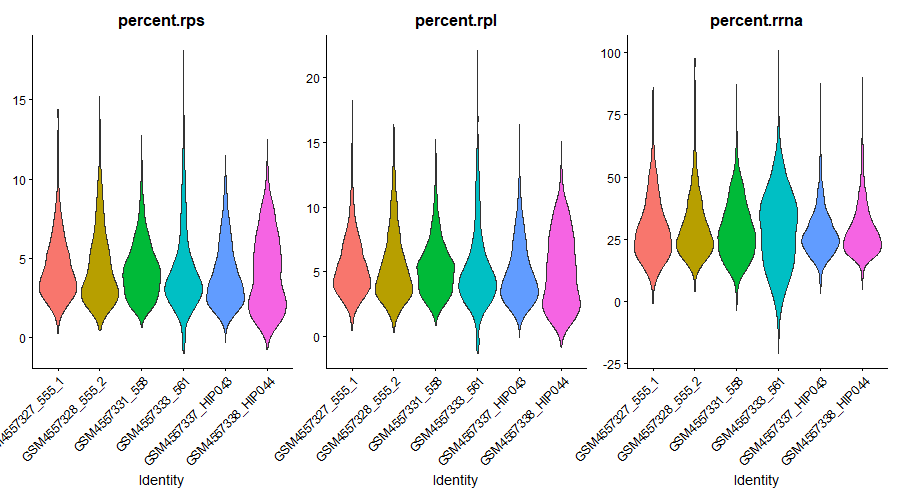 percent.rps
15
10
5
0
4557327_555_1
GSM4557328_555_2
GSM4557331_558
GSM4557333_561
GSM4557337_HIP043
GSM4557338_HIP044
Identity
percent.rpl
20
15
10
5
0
GSM4557327_555_1
GSM4557328_555_2
GSM4557331_558
GSM4557333_561
GSM4557337_HIP043
GSM4557338_HIP044
Identity
percent.rrna
100
75
50
25
0
-25
GSM4557327_555_1
GSM4557328_555_2
GSM4557331_558
GSM4557333_561
GSM4557337_HIP043
GSM4557338_HIP044
Identity